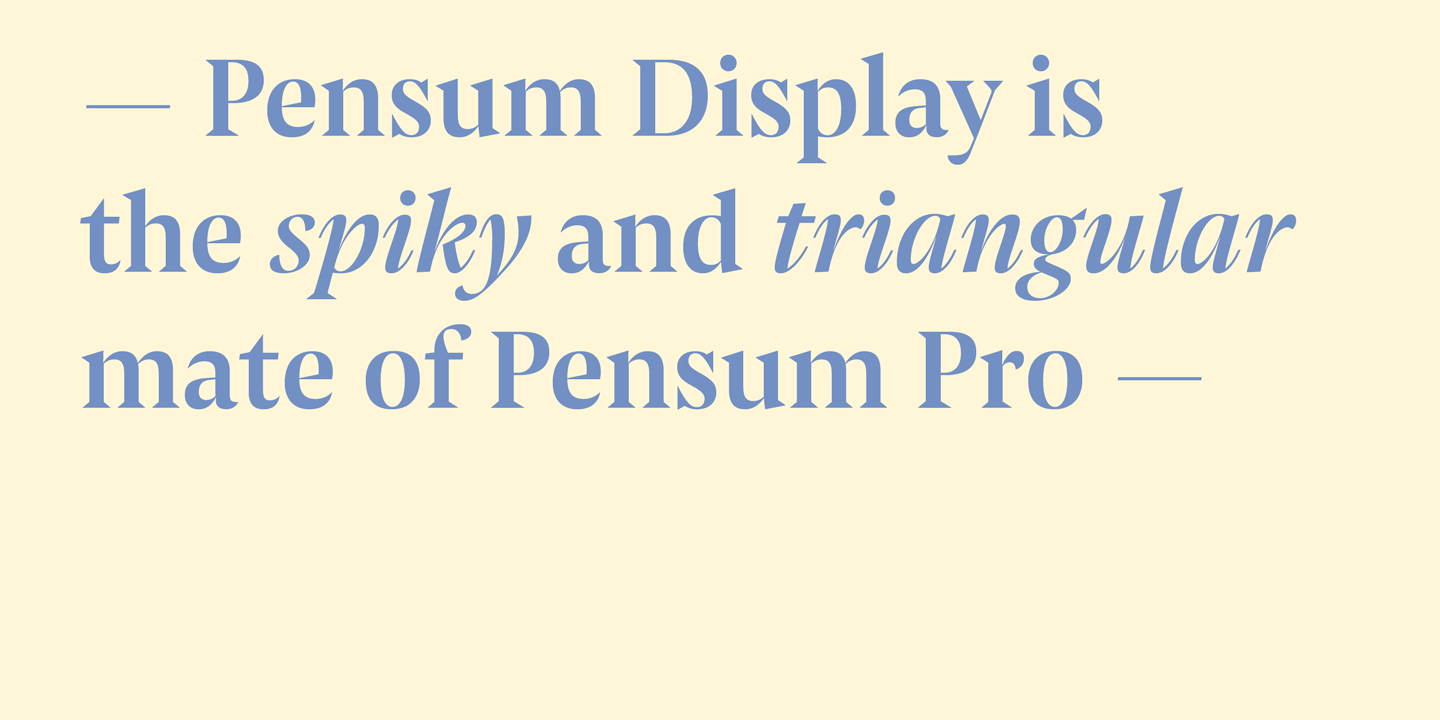 — Pensum Display is
the spiky and triangular
mate of Pensum Pro —